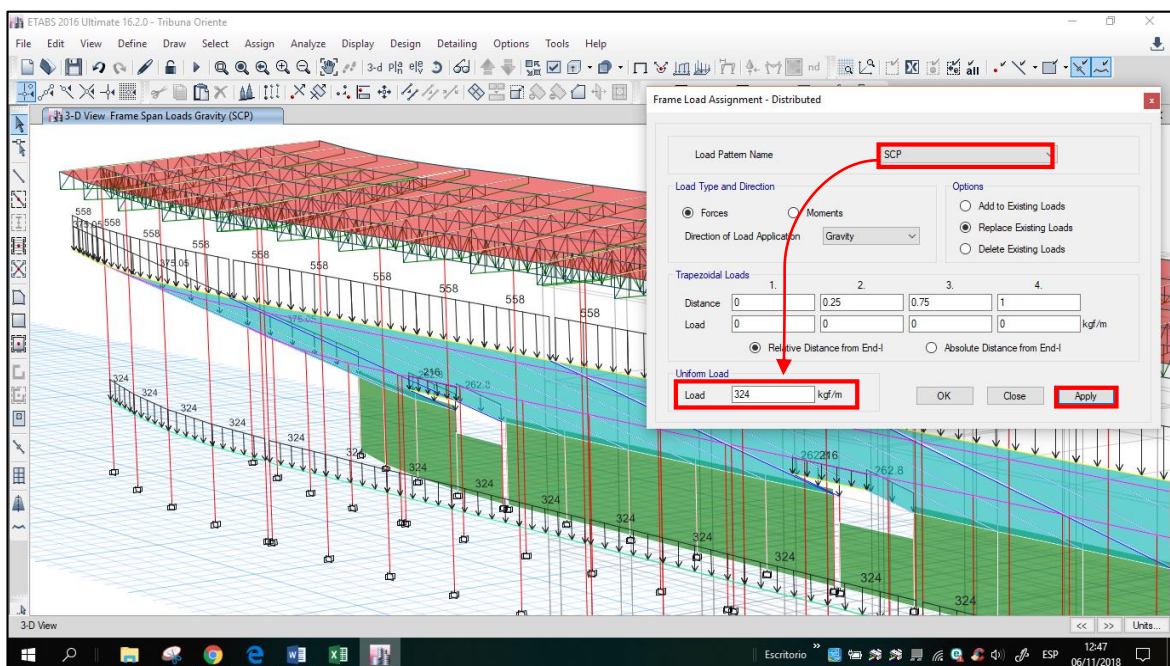 ETABS 2016 Ultimate 16.2.0 - Tribuna Oriente
File Edit View Define Draw Select Assign Analyze Display Design Detailing Options Tools Help
3-d
nd
all
3-D View Frame Span Loads Gravity (SCP)
Frame Load Assignment - Distributed
x
Load Pattern Name SCP
Load Type and Direction
Forces Moments
Direction of Load Application Gravity
Options
Add to Existing Loads
Replace Existing Loads
Delete Existing Loads
Trapezoidal Loads
1. 2. 3. 4.
Distance 0 0.25 0.75 1
Load 0 0 0 0 kgf/m
Relative Distance from End-I Absolute Distance from End-I
Uniform Load
Load 324 kgf/m
OK Close Apply
558
558
558
375.05
558
558
558
558
558
558
324
324
324
324
324
216
262.8
324
324
324
324
324
324
324
324
216
262.8
3-D View
<< >> Units...
Escritorio » ESP 12:47
06/11/2018